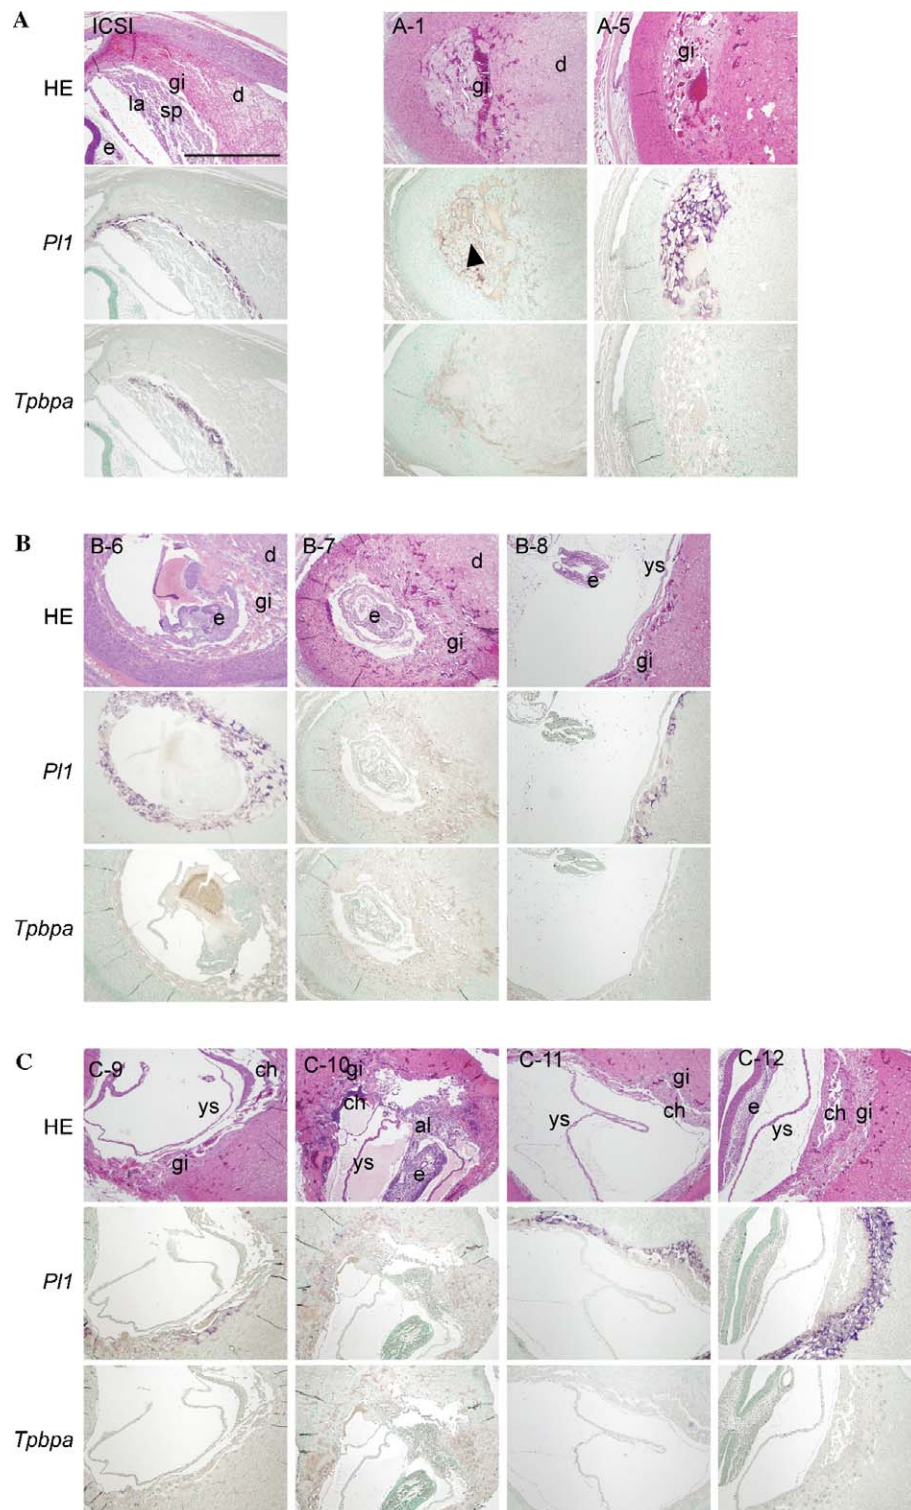 A
ICSI
A-1
A-5
HE
gi
la
sp
d
e
gi
d
gi
Pl1
Tpbpa
B
B-6
B-7
B-8
HE
d
gi
e
d
e
gi
ys
e
gi
Pl1
Tpbpa
C
C-9
C-10
C-11
C-12
HE
ch
ys
gi
gi
ch
al
ys
e
gi
ch
ys
e
ys
ch
gi
Pl1
Tpbpa